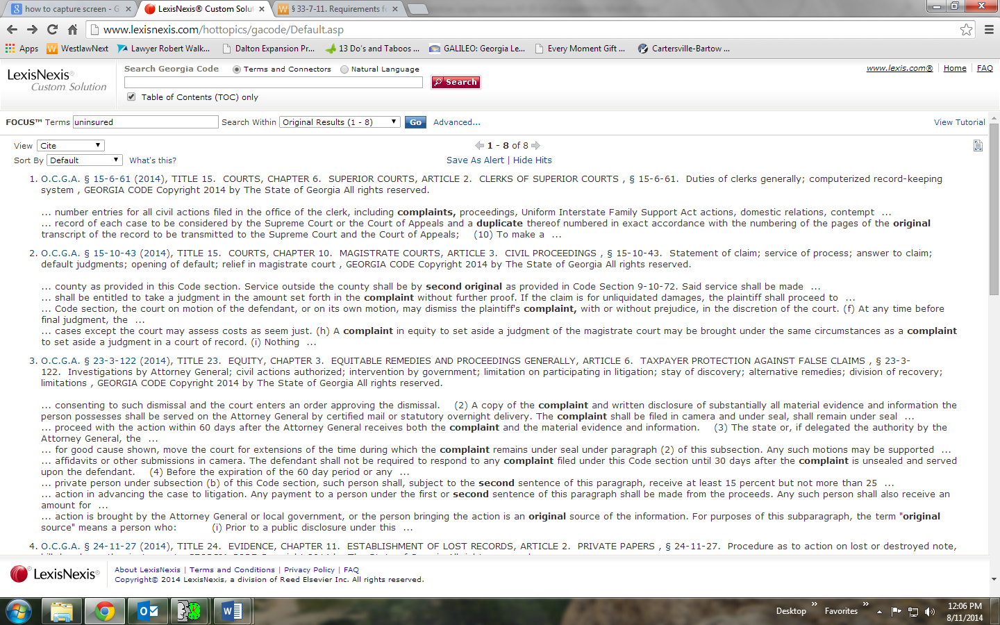 how to capture screen - G
LexisNexis® Custom Solut
§ 33-7-11. Requirements f
www.lexisnexis.com/hottopics/gacode/Default.asp
Apps WestlawNext Lawyer Robert Walk... Dalton Expansion Pr... 13 Do's and Taboos ... GALILEO: Georgia Le... Every Moment Gift ... Cartersville-Bartow ...
LexisNexis®
Custom Solution
Search Georgia Code Terms and Connectors Natural Language
Search
Table of Contents (TOC) only
www.lexis.com® Home FAQ
FOCUS™ Terms uninsured Search Within Original Results (1 - 8) Go Advanced... View Tutorial
View Cite 1 - 8 of 8
Sort By Default What's this? Save As Alert | Hide Hits
1. O.C.G.A. § 15-6-61 (2014), TITLE 15. COURTS, CHAPTER 6. SUPERIOR COURTS, ARTICLE 2. CLERKS OF SUPERIOR COURTS , § 15-6-61. Duties of clerks generally; computerized record-keeping
system , GEORGIA CODE Copyright 2014 by The State of Georgia All rights reserved.
... number entries for all civil actions filed in the office of the clerk, including complaints, proceedings, Uniform Interstate Family Support Act actions, domestic relations, contempt ...
... record of each case to be considered by the Supreme Court or the Court of Appeals and a duplicate thereof numbered in exact accordance with the numbering of the pages of the original
transcript of the record to be transmitted to the Supreme Court and the Court of Appeals; (10) To make a ...
2. O.C.G.A. § 15-10-43 (2014), TITLE 15. COURTS, CHAPTER 10. MAGISTRATE COURTS, ARTICLE 3. CIVIL PROCEEDINGS , § 15-10-43. Statement of claim; service of process; answer to claim;
default judgments; opening of default; relief in magistrate court , GEORGIA CODE Copyright 2014 by The State of Georgia All rights reserved.
... county as provided in this Code section. Service outside the county shall be by second original as provided in Code Section 9-10-72. Said service shall be made ...
... shall be entitled to take a judgment in the amount set forth in the complaint without further proof. If the claim is for unliquidated damages, the plaintiff shall proceed to ...
... Code section, the court on motion of the defendant, or on its own motion, may dismiss the plaintiff's complaint, with or without prejudice, in the discretion of the court. (f) At any time before
final judgment, the ...
... cases except the court may assess costs as seem just. (h) A complaint in equity to set aside a judgment of the magistrate court may be brought under the same circumstances as a complaint
to set aside a judgment in a court of record. (i) Nothing ...
3. O.C.G.A. § 23-3-122 (2014), TITLE 23. EQUITY, CHAPTER 3. EQUITABLE REMEDIES AND PROCEEDINGS GENERALLY, ARTICLE 6. TAXPAYER PROTECTION AGAINST FALSE CLAIMS , § 23-3-
122. Investigations by Attorney General; civil actions authorized; intervention by government; limitation on participating in litigation; stay of discovery; alternative remedies; division of recovery;
limitations , GEORGIA CODE Copyright 2014 by The State of Georgia All rights reserved.
... consenting to such dismissal and the court enters an order approving the dismissal. (2) A copy of the complaint and written disclosure of substantially all material evidence and information the
person possesses shall be served on the Attorney General by certified mail or statutory overnight delivery. The complaint shall be filed in camera and under seal, shall remain under seal ...
... proceed with the action within 60 days after the Attorney General receives both the complaint and the material evidence and information. (3) The state or, if delegated the authority by the
Attorney General, the ...
... for good cause shown, move the court for extensions of the time during which the complaint remains under seal under paragraph (2) of this subsection. Any such motions may be supported ...
... affidavits or other submissions in camera. The defendant shall not be required to respond to any complaint filed under this Code section until 30 days after the complaint is unsealed and served
upon the defendant. (4) Before the expiration of the 60 day period or any ...
... private person under subsection (b) of this Code section, such person shall, subject to the second sentence of this paragraph, receive at least 15 percent but not more than 25 ...
... action in advancing the case to litigation. Any payment to a person under the first or second sentence of this paragraph shall be made from the proceeds. Any such person shall also receive an
amount for ...
... action is brought by the Attorney General or local government, or the person bringing the action is an original source of the information. For purposes of this subparagraph, the term "original
source" means a person who: (i) Prior to a public disclosure under this ...
4. O.C.G.A. § 24-11-27 (2014), TITLE 24. EVIDENCE, CHAPTER 11. ESTABLISHMENT OF LOST RECORDS, ARTICLE 2. PRIVATE PAPERS , § 24-11-27. Procedure as to action on lost or destroyed note,
LexisNexis®
About LexisNexis | Terms and Conditions | Privacy Policy | FAQ
Copyright© 2014 LexisNexis, a division of Reed Elsevier Inc. All rights reserved.
Desktop Favorites 12:06 PM
8/11/2014